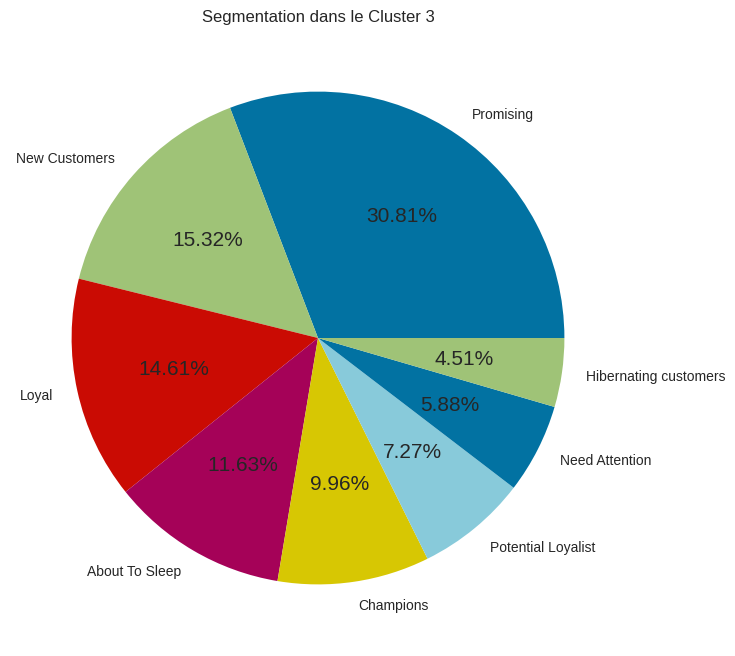 Segmentation dans le Cluster 3
Promising
30.81%
New Customers
15.32%
Loyal
14.61%
About To Sleep
11.63%
Champions
9.96%
Potential Loyalist
7.27%
Need Attention
5.88%
Hibernating customers
4.51%